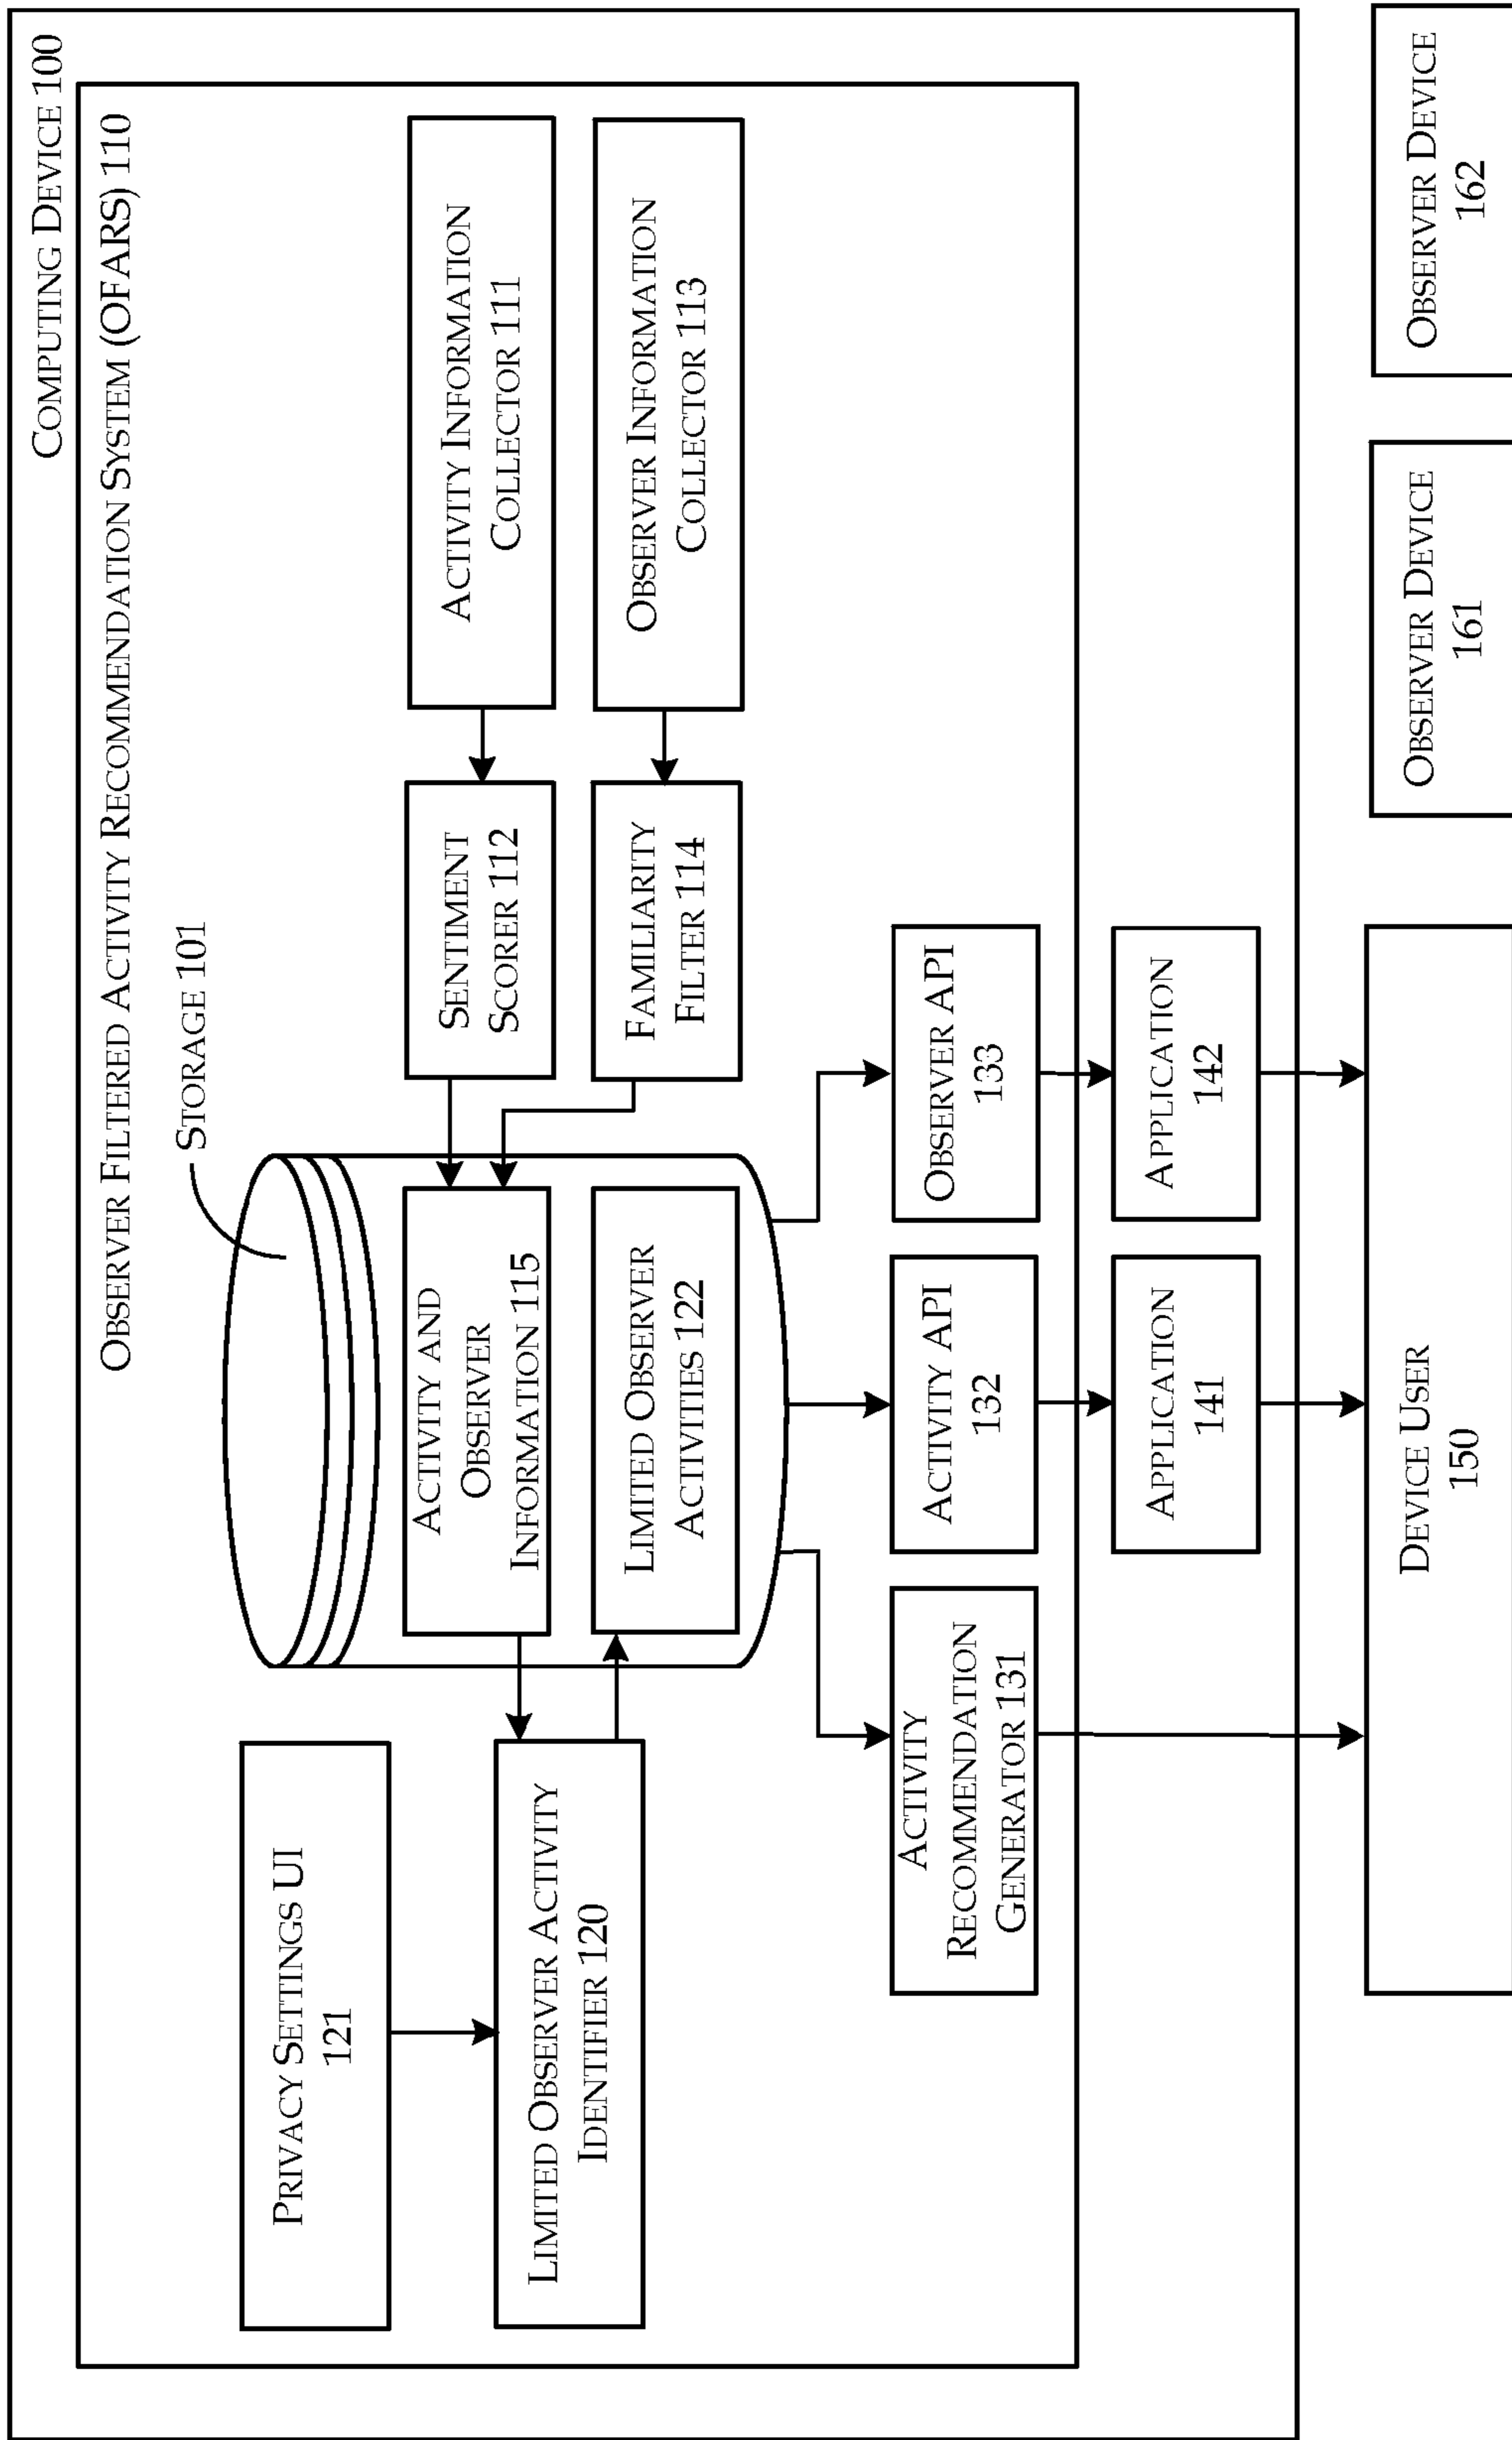 COMPUTING DEVICE 100
OBSERVER FILTERED ACTIVITY RECOMMENDATION SYSTEM (OFARS) 110
STORAGE 101
PRIVACY SETTINGS UI
121
LIMITED OBSERVER ACTIVITY
IDENTIFIER 120
ACTIVITY AND
OBSERVER
INFORMATION 115
LIMITED OBSERVER
ACTIVITIES 122
SENTIMENT
SCORER 112
FAMILIARITY
FILTER 114
ACTIVITY INFORMATION
COLLECTOR 111
OBSERVER INFORMATION
COLLECTOR 113
ACTIVITY
RECOMMENDATION
GENERATOR 131
ACTIVITY API
132
OBSERVER API
133
APPLICATION
141
APPLICATION
142
DEVICE USER
150
OBSERVER DEVICE
161
OBSERVER DEVICE
162